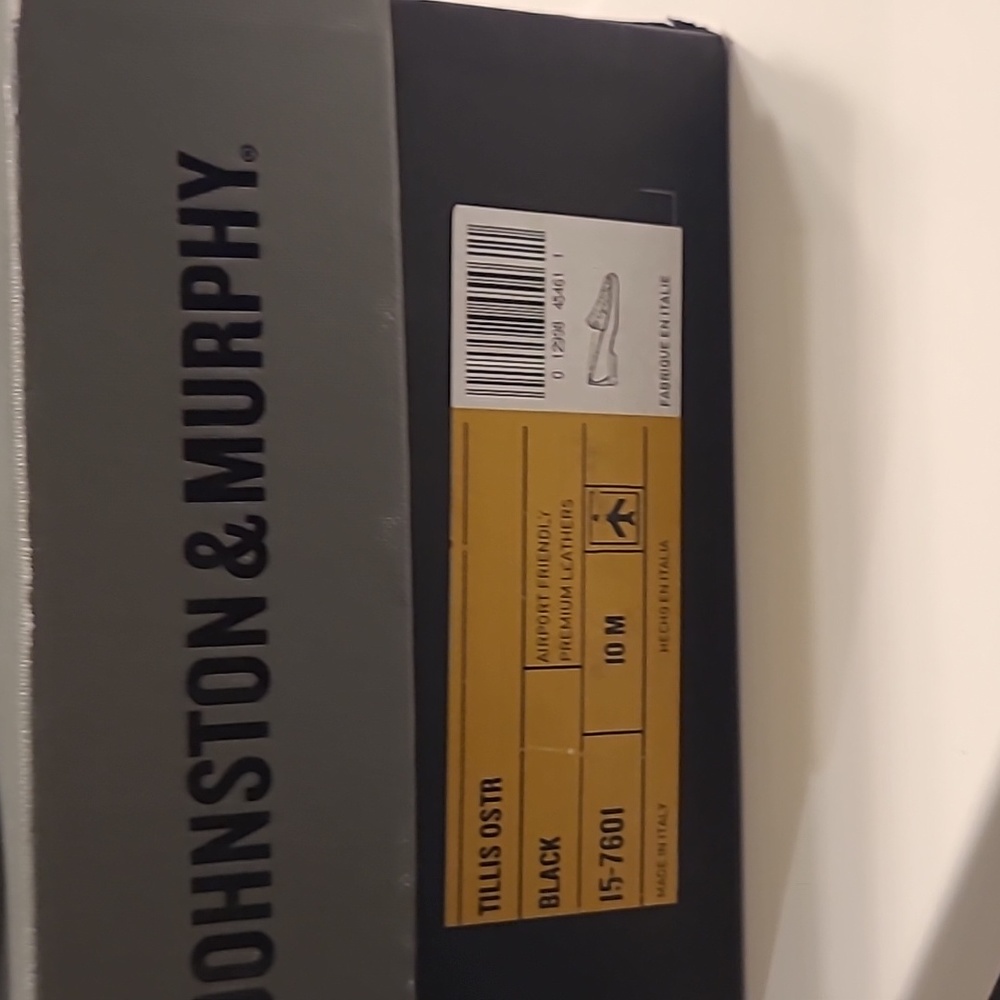 JOHNSTON & MURPHY®
TILLIS OSTR
BLACK
AIRPORT FRIENDLY
PREMIUM LEATHERS
15-7601
10 M
MADE IN ITALY
HECHO EN ITALIA
FABRIQUE EN ITALIE
0 12998 45461 1